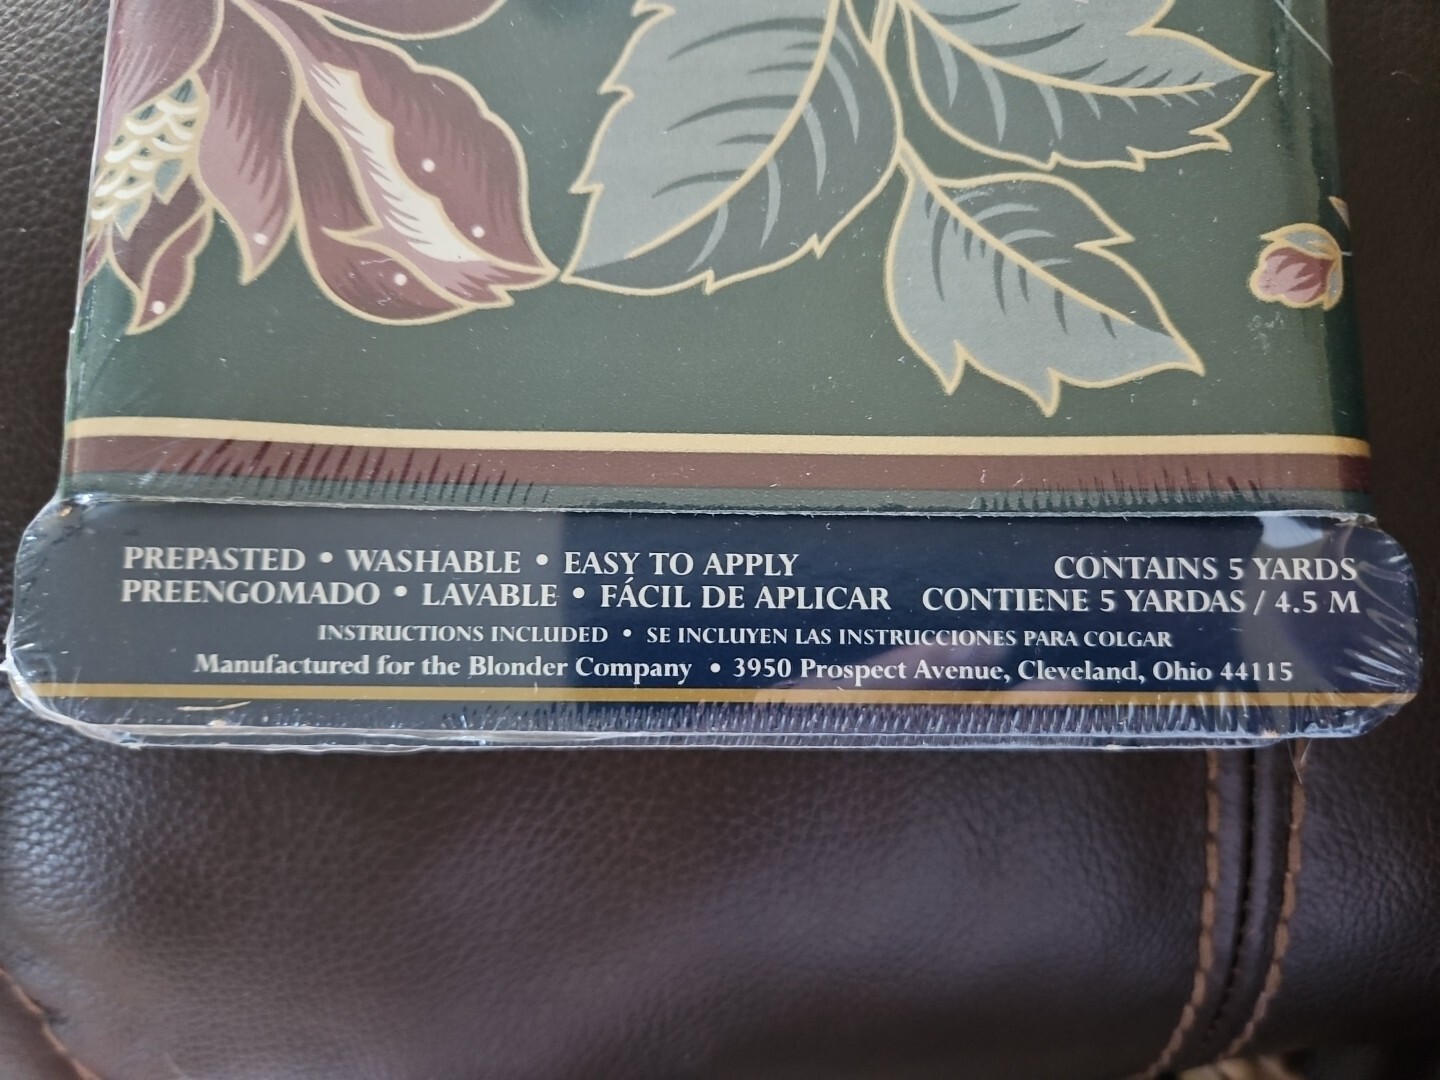 PREPASTED • WASHABLE • EASY TO APPLY CONTAINS 5 YARDS
PREENGOMADO • LAVABLE • FÁCIL DE APLICAR CONTIENE 5 YARDAS / 4.5 M
INSTRUCTIONS INCLUDED • SE INCLUYEN LAS INSTRUCCIONES PARA COLGAR
Manufactured for the Blonder Company • 3950 Prospect Avenue, Cleveland, Ohio 44115